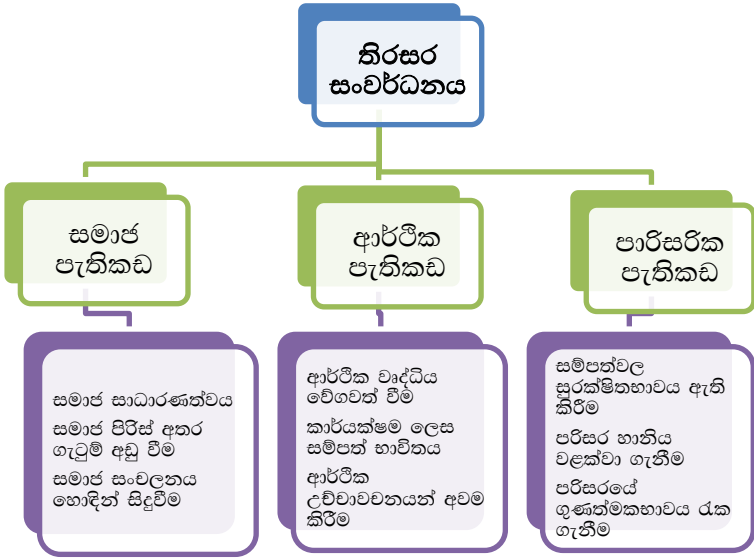 තිරසර
සංවර්ධනය
සමාජ
පැතිකඩ
ආර්ථික
පැතිකඩ
පාරිසරික
පැතිකඩ
සමාජ සාධාරණත්වය
සමාජ පිරිස් අතර
ගැටුම් අඩු වීම
සමාජ සංචලනය
හොඳින් සිදුවීම
ආර්ථික වෘද්ධිය
වේගවත් වීම
කාර්යක්ෂම ලෙස
සම්පත් භාවිතය
ආර්ථික
උච්චාවචනයන් අවම
කිරීම
සම්පත්වල
සුරක්ෂිතභාවය ඇති
කිරීම
පරිසර හානිය
වළක්වා ගැනීම
පරිසරයේ
ගුණත්මකභාවය රැක
ගැනීම